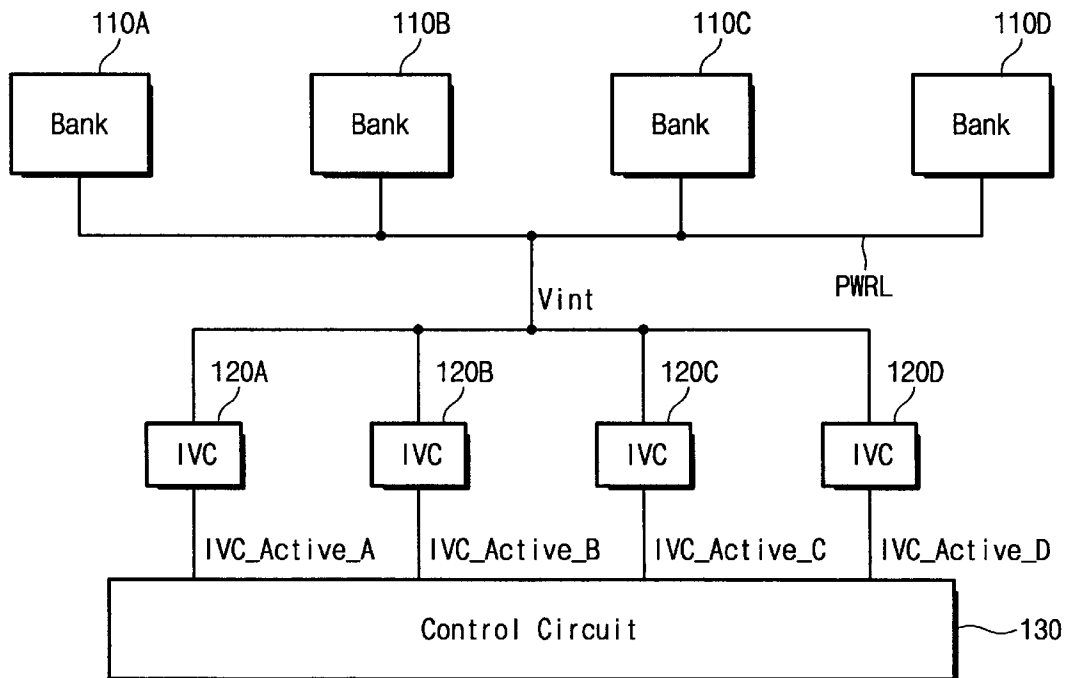 110A 110B 110C 110D
Bank Bank Bank Bank
PWRL
Vint
120A 120B 120C 120D
IVC IVC IVC IVC
IVC_Active_A IVC_Active_B IVC_Active_C IVC_Active_D
Control Circuit 130